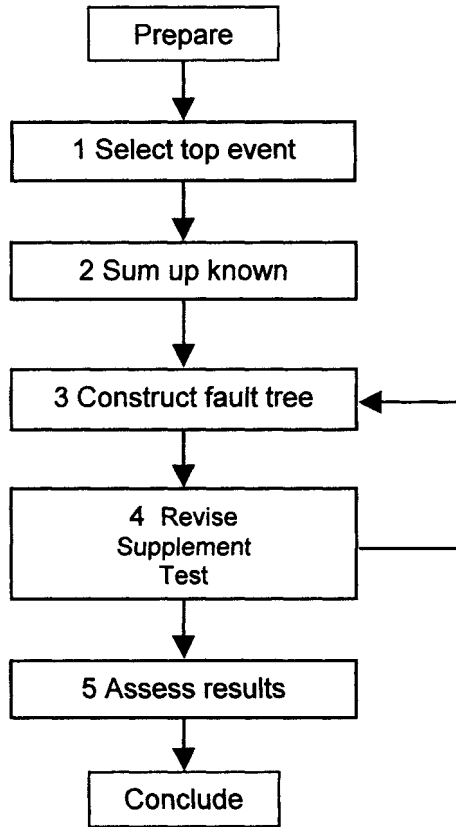 Prepare
1 Select top event
2 Sum up known
3 Construct fault tree
4 Revise
Supplement
Test
5 Assess results
Conclude